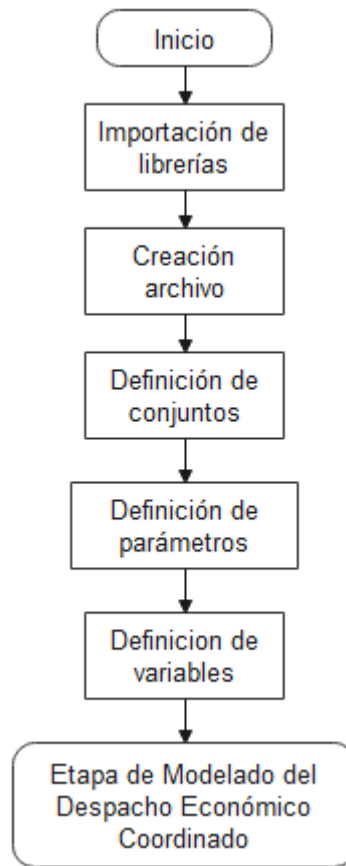 Inicio
Importación de
librerías
Creación
archivo
Definición de
conjuntos
Definición de
parámetros
Definicion de
variables
Etapa de Modelado del
Despacho Económico
Coordinado